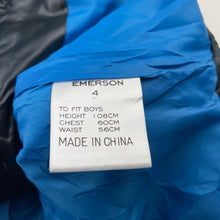 EMERSON
4
TO FIT BOYS
HEIGHT 108CM
CHEST 60CM
WAIST 56CM
MADE IN CHINA